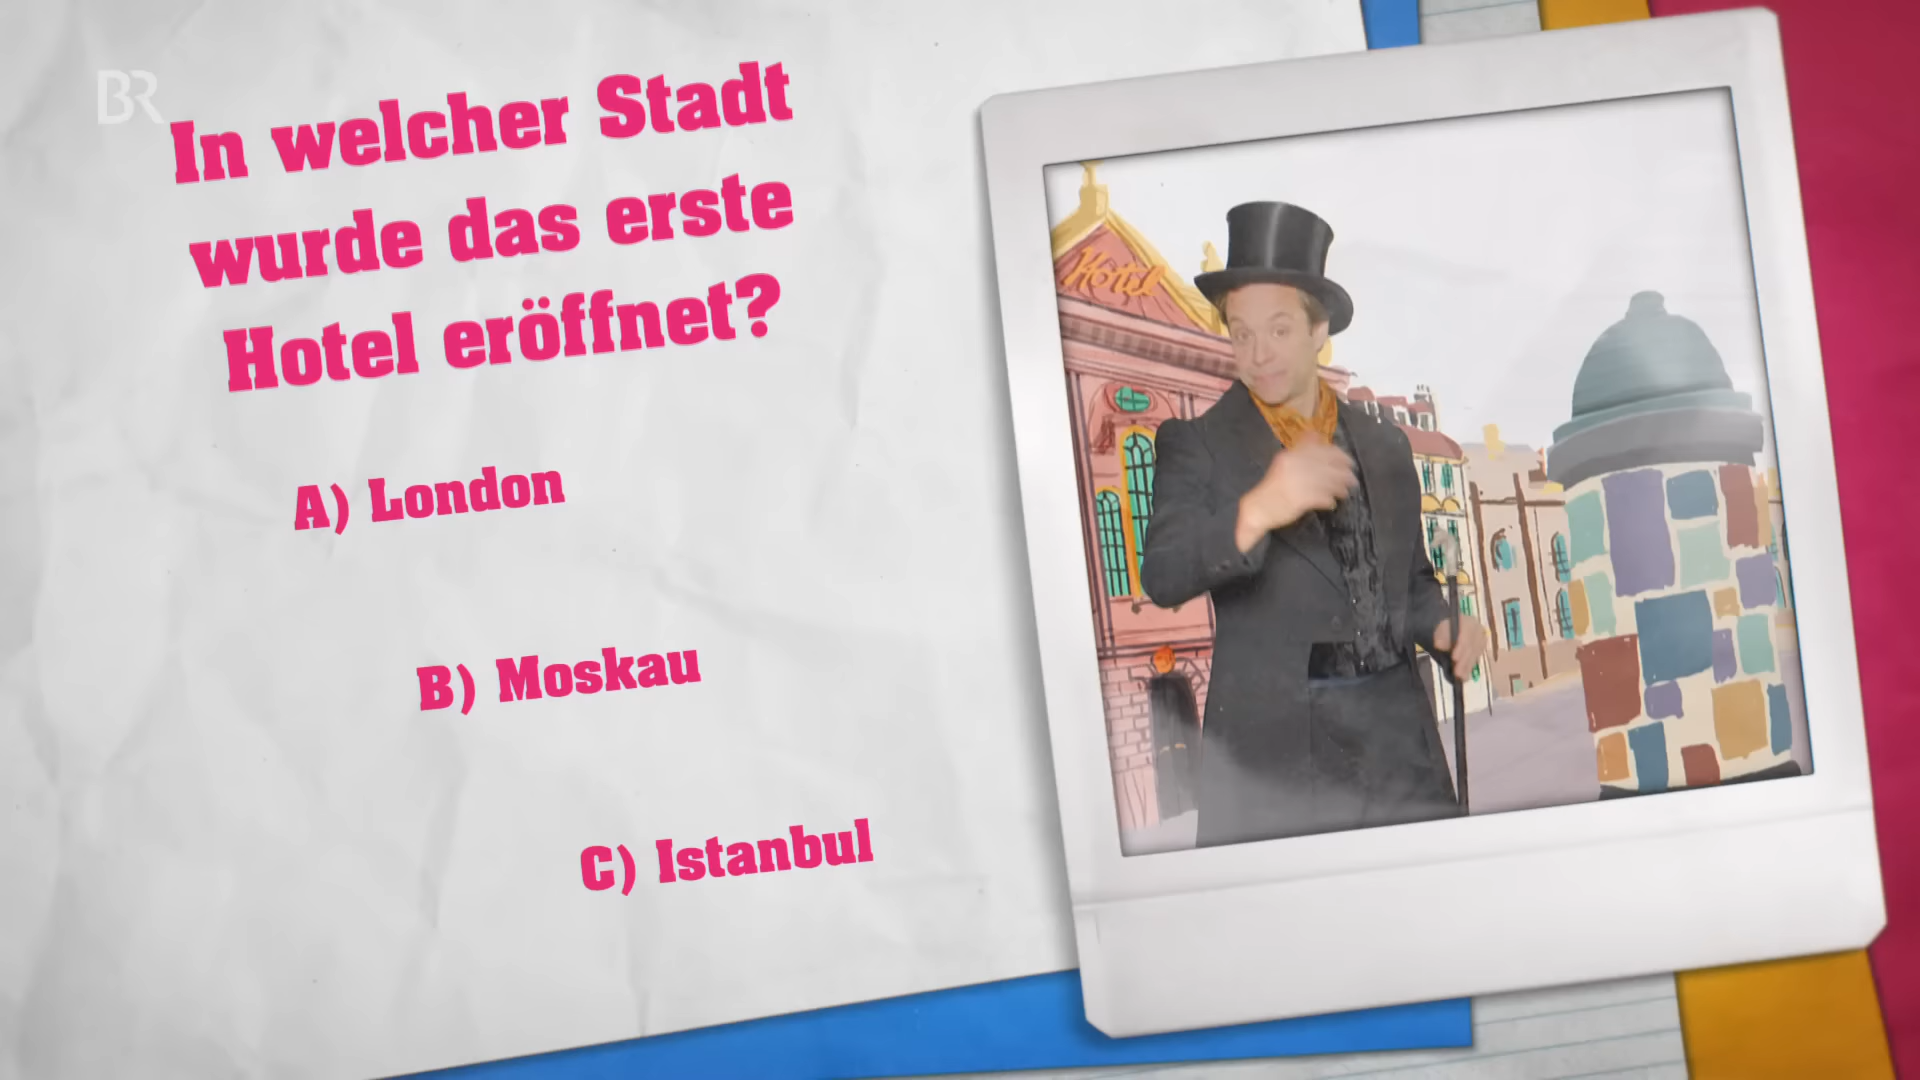 BR
In welcher Stadt
wurde das erste
Hotel eröffnet?
A) London
B) Moskau
C) Istanbul
Hotel